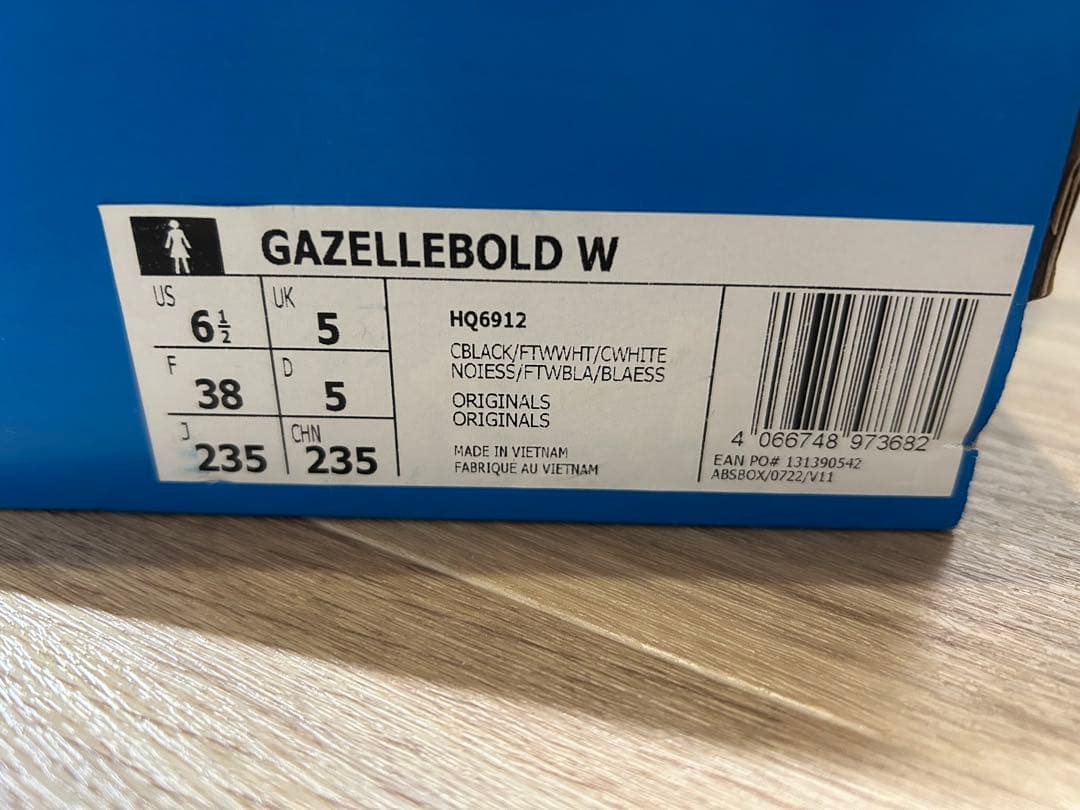 GAZELLEBOLD W
US 6½
UK 5
F 38
D 5
J 235
CHN 235
HQ6912
CBLACK/FTWWHT/CWHITE
NOIESS/FTWBLA/BLAESS
ORIGINALS
ORIGINALS
MADE IN VIETNAM
FABRIQUÉ AU VIETNAM
4 066748 973682
EAN PO# 131390542
ABSBOX/0722/V11